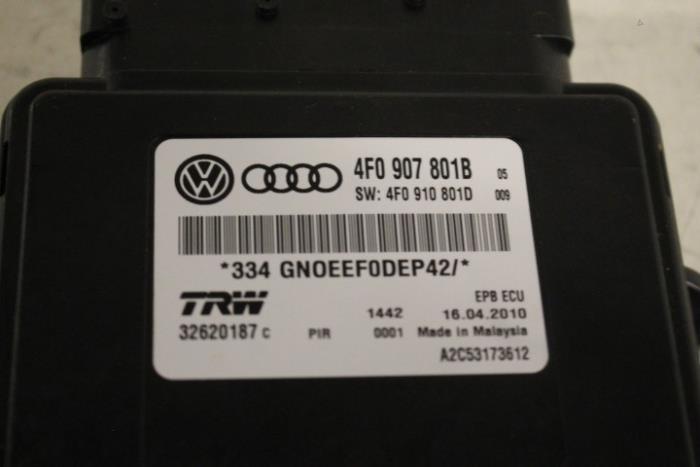 VW 4F0 907 801B 05
SW: 4F0 910 801D 009
*334 GNOEEF0DEP42/*
TRW EPB ECU
1442 16.04.2010
32620187 C PIR 0001 Made in Malaysia
A2C53173612